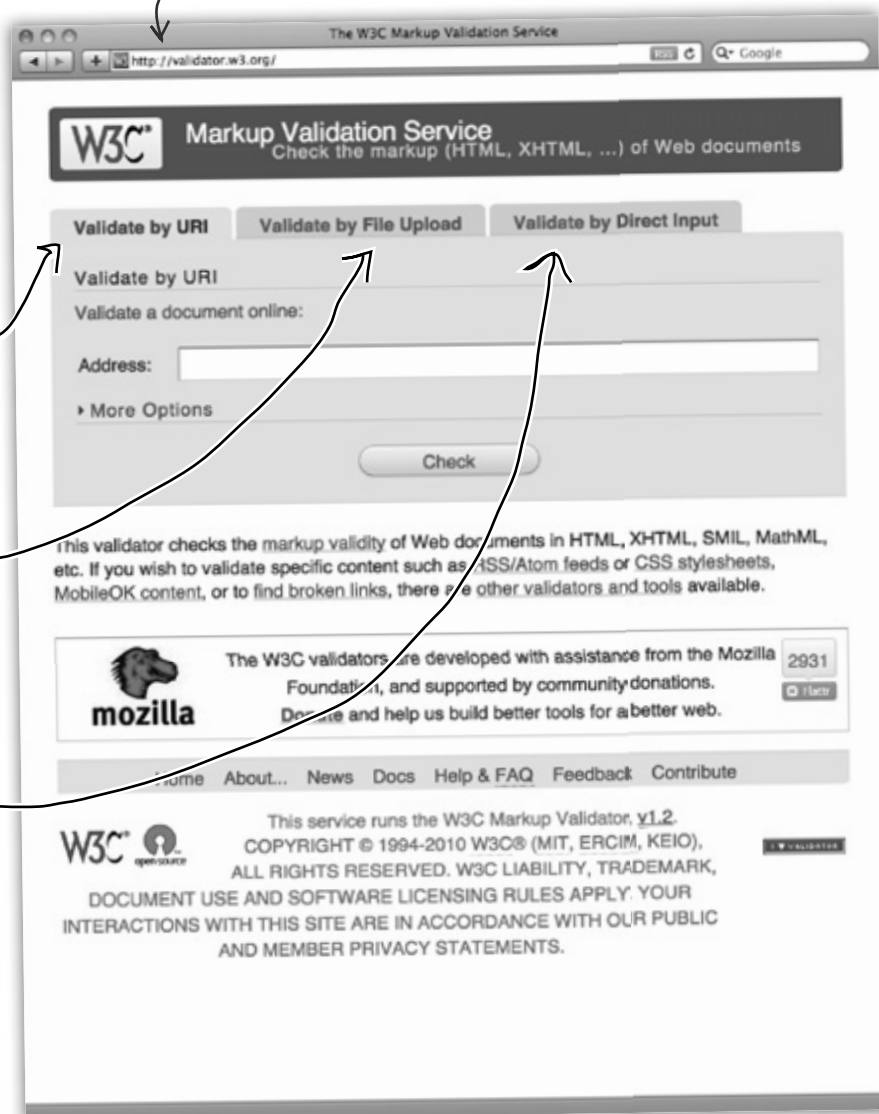 The W3C Markup Validation Service
http://validator.w3.org/
RSS
Google
W3C®
Markup Validation Service
Check the markup (HTML, XHTML, ...) of Web documents
Validate by URI
Validate by File Upload
Validate by Direct Input
Validate by URI
Validate a document online:
Address:
More Options
Check
This validator checks the markup validity of Web documents in HTML, XHTML, SMIL, MathML,
etc. If you wish to validate specific content such as RSS/Atom feeds or CSS stylesheets,
MobileOK content, or to find broken links, there are other validators and tools available.
mozilla
The W3C validators are developed with assistance from the Mozilla
Foundation, and supported by community donations.
Donate and help us build better tools for a better web.
2931
Flattr
Home About... News Docs Help & FAQ Feedback Contribute
W3C®
open source
This service runs the W3C Markup Validator, v1.2.
COPYRIGHT © 1994-2010 W3C® (MIT, ERCIM, KEIO),
ALL RIGHTS RESERVED. W3C LIABILITY, TRADEMARK,
DOCUMENT USE AND SOFTWARE LICENSING RULES APPLY. YOUR
INTERACTIONS WITH THIS SITE ARE IN ACCORDANCE WITH OUR PUBLIC
AND MEMBER PRIVACY STATEMENTS.
I ♥ VALIDATOR